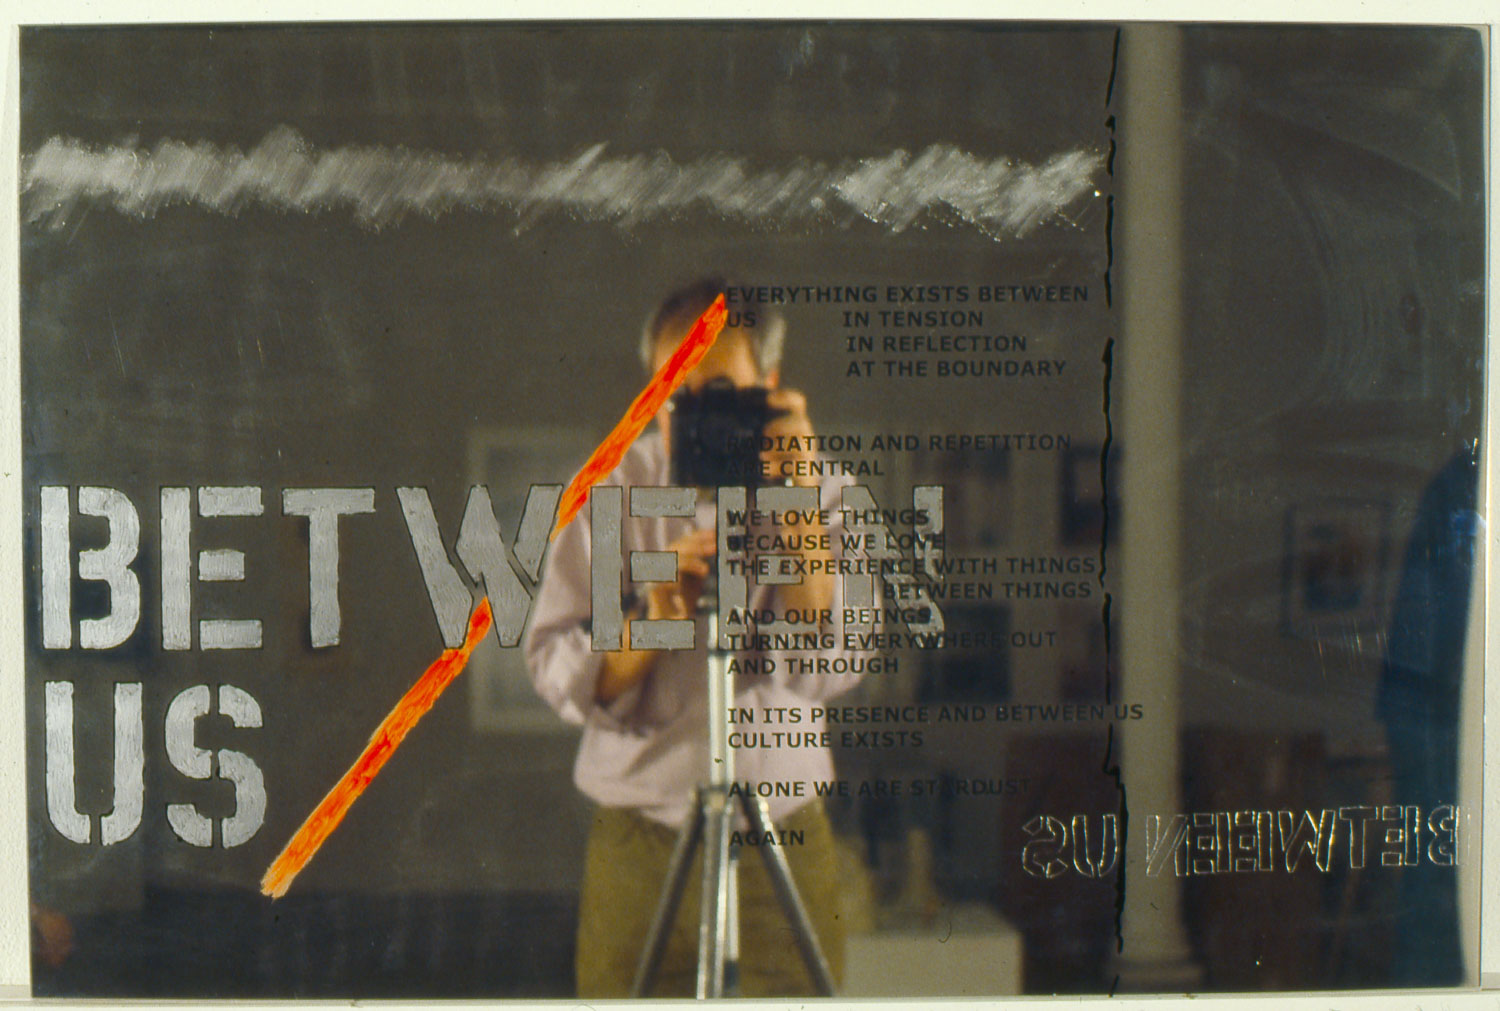 BETWEEN
US
EVERYTHING EXISTS BETWEEN
US IN TENSION
IN REFLECTION
AT THE BOUNDARY
RADIATION AND REPETITION
ARE CENTRAL
WE LOVE THINGS
BECAUSE WE LOVE
THE EXPERIENCE WITH THINGS
BETWEEN THINGS
AND OUR BEINGS
TURNING EVERYWHERE OUT
AND THROUGH
IN ITS PRESENCE AND BETWEEN US
CULTURE EXISTS
ALONE WE ARE STARDUST
AGAIN
BETWEEN US